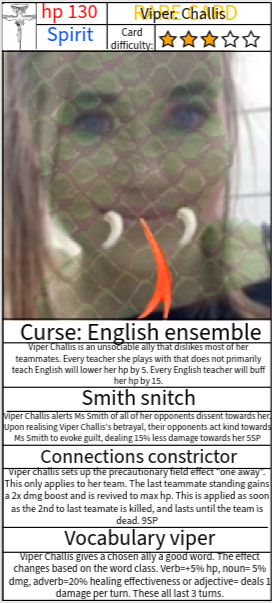 hp 130
RARE CARD
Viper: Challis
Spirit
Card
difficulty:
Curse: English ensemble
Viper Challis is an unsociable ally that dislikes most of her
teammates. Every teacher she plays with that does not primarily
teach English will lower her hp by 5. Every English teacher will buff
her hp by 15.
Smith snitch
Viper Challis alerts Ms Smith of all of her opponents dissent towards her.
Upon realising Viper Challis's betrayal, their opponents act kind towards
Ms Smith to evoke guilt, dealing 15% less damage towards her 5SP
Connections constrictor
Viper challis sets up the precautionary field effect "one away".
This only applies to her team. The last teammate standing gains
a 2x dmg boost and is revived to max hp. This is applied as soon
as the 2nd to last teamate is killed, and lasts until the team is
dead. 9SP
Vocabulary viper
Viper Challis gives a chosen ally a good word. The effect
changes based on the word class. Verb=+5% hp, noun= 5%
dmg, adverb=20% healing effectiveness or adjective= deals 1
damage per turn. These all last 3 turns.